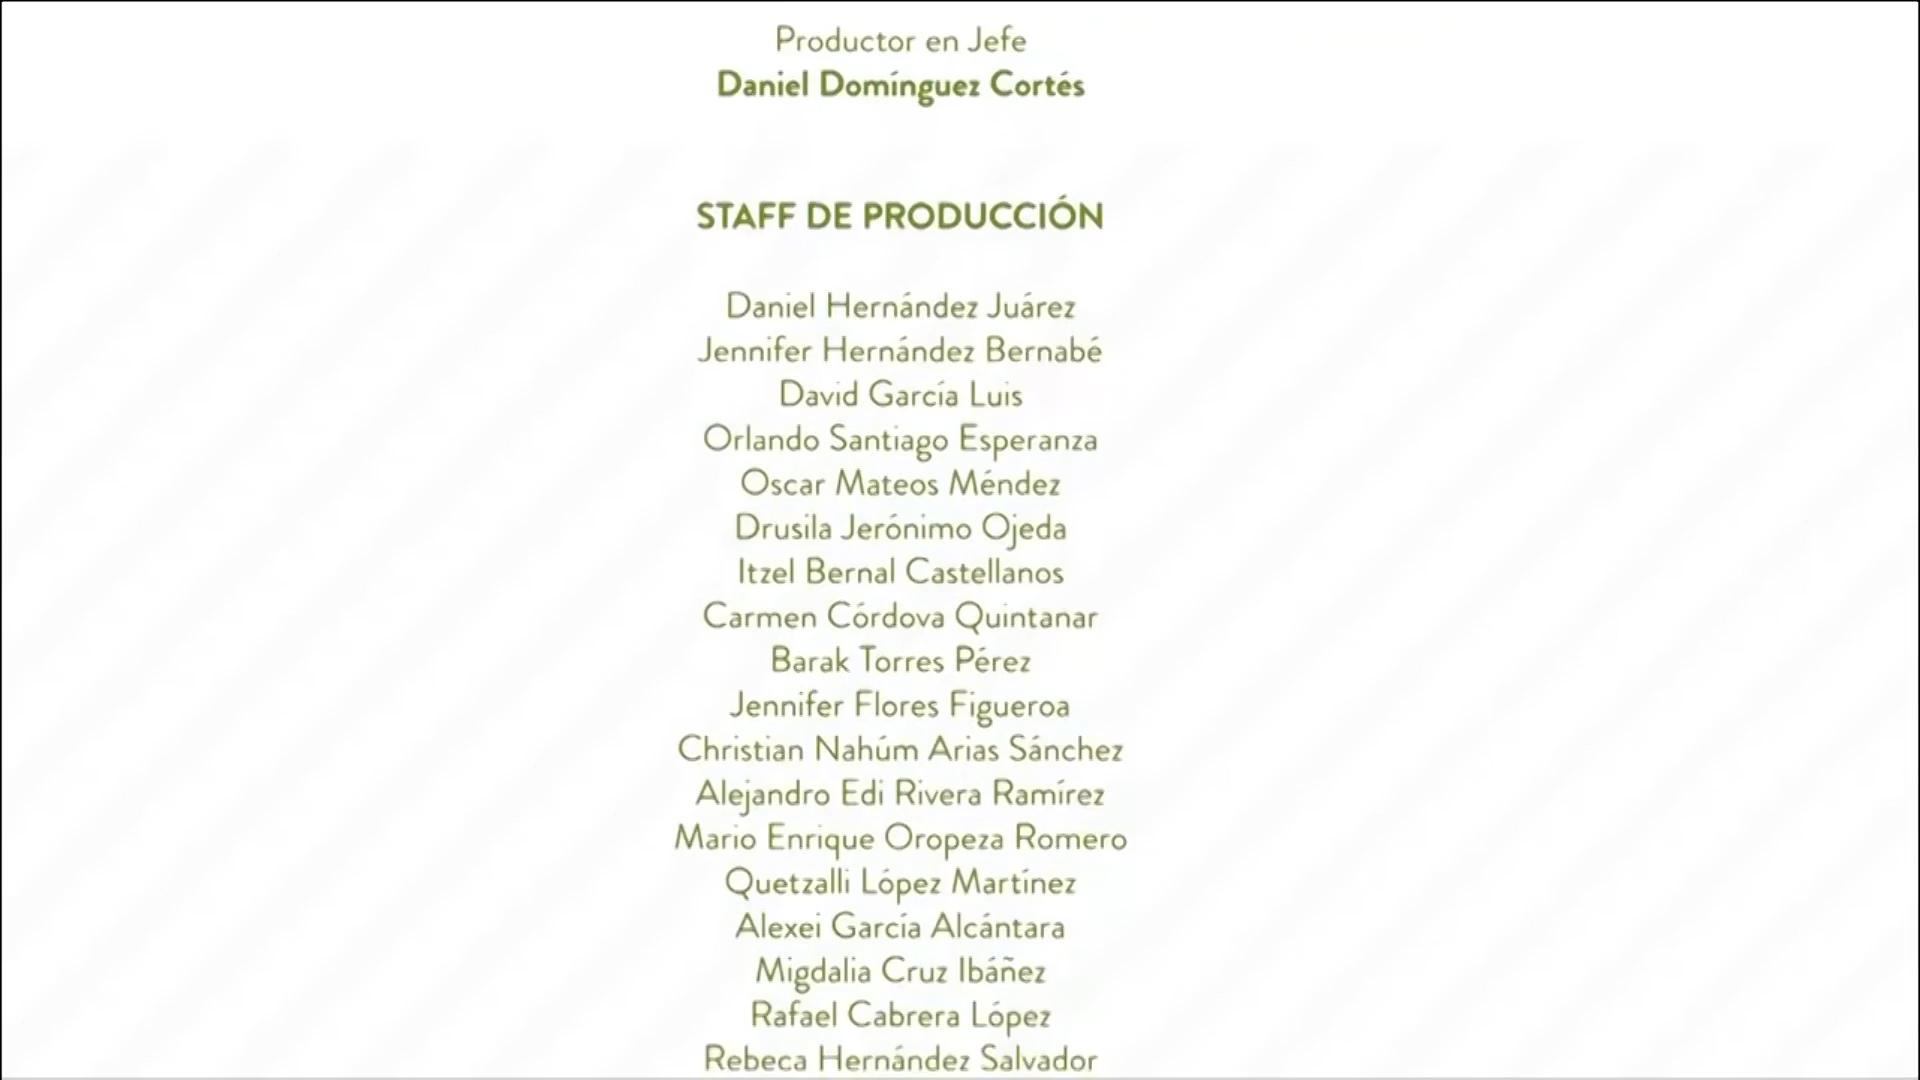 Productor en Jefe
Daniel Domínguez Cortés
STAFF DE PRODUCCIÓN
Daniel Hernández Juárez
Jennifer Hernández Bernabé
David García Luis
Orlando Santiago Esperanza
Oscar Mateos Méndez
Drusila Jerónimo Ojeda
Itzel Bernal Castellanos
Carmen Córdova Quintanar
Barak Torres Pérez
Jennifer Flores Figueroa
Christian Nahúm Arias Sánchez
Alejandro Edi Rivera Ramírez
Mario Enrique Oropeza Romero
Quetzalli López Martínez
Alexei García Alcántara
Migdalia Cruz Ibáñez
Rafael Cabrera López
Rebeca Hernández Salvador